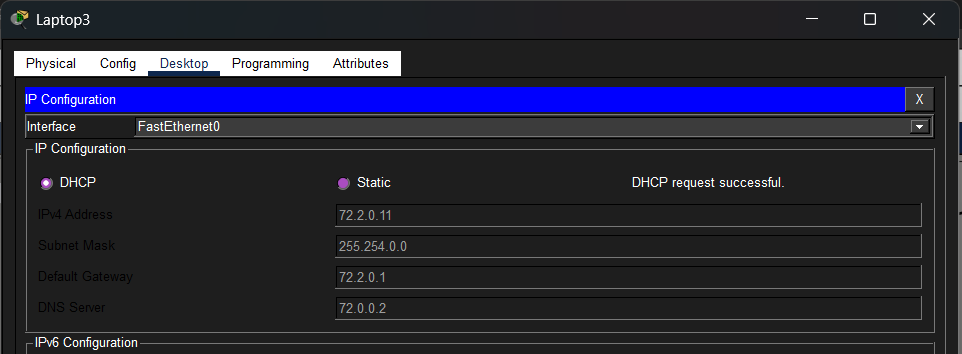 Laptop3
Physical Config Desktop Programming Attributes
IP Configuration X
Interface FastEthernet0
IP Configuration
DHCP Static DHCP request successful.
IPv4 Address 72.2.0.11
Subnet Mask 255.254.0.0
Default Gateway 72.2.0.1
DNS Server 72.0.0.2
IPv6 Configuration